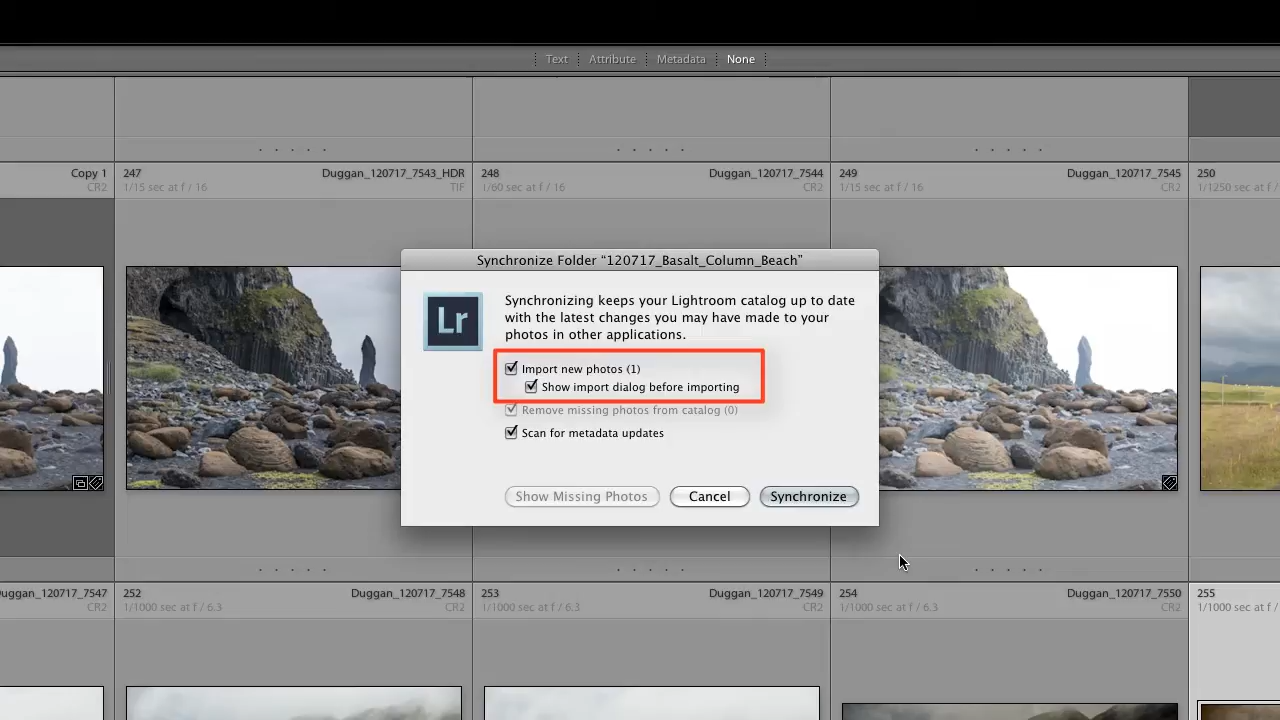 Text Attribute Metadata None
Copy 1
CR2
247 Duggan_120717_7543_HDR
1/15 sec at f / 16 TIF
248 Duggan_120717_7544
1/60 sec at f / 16 CR2
249 Duggan_120717_7545
1/15 sec at f / 16 CR2
250
1/1250 sec at f /
Synchronize Folder “120717_Basalt_Column_Beach”
Lr
Synchronizing keeps your Lightroom catalog up to date
with the latest changes you may have made to your
photos in other applications.
Import new photos (1)
Show import dialog before importing
Remove missing photos from catalog (0)
Scan for metadata updates
Show Missing Photos Cancel Synchronize
uggan_120717_7547
CR2
252 Duggan_120717_7548
1/1000 sec at f / 6.3 CR2
253 Duggan_120717_7549
1/1000 sec at f / 6.3 CR2
254 Duggan_120717_7550
1/1000 sec at f / 6.3 CR2
255
1/1000 sec at f /